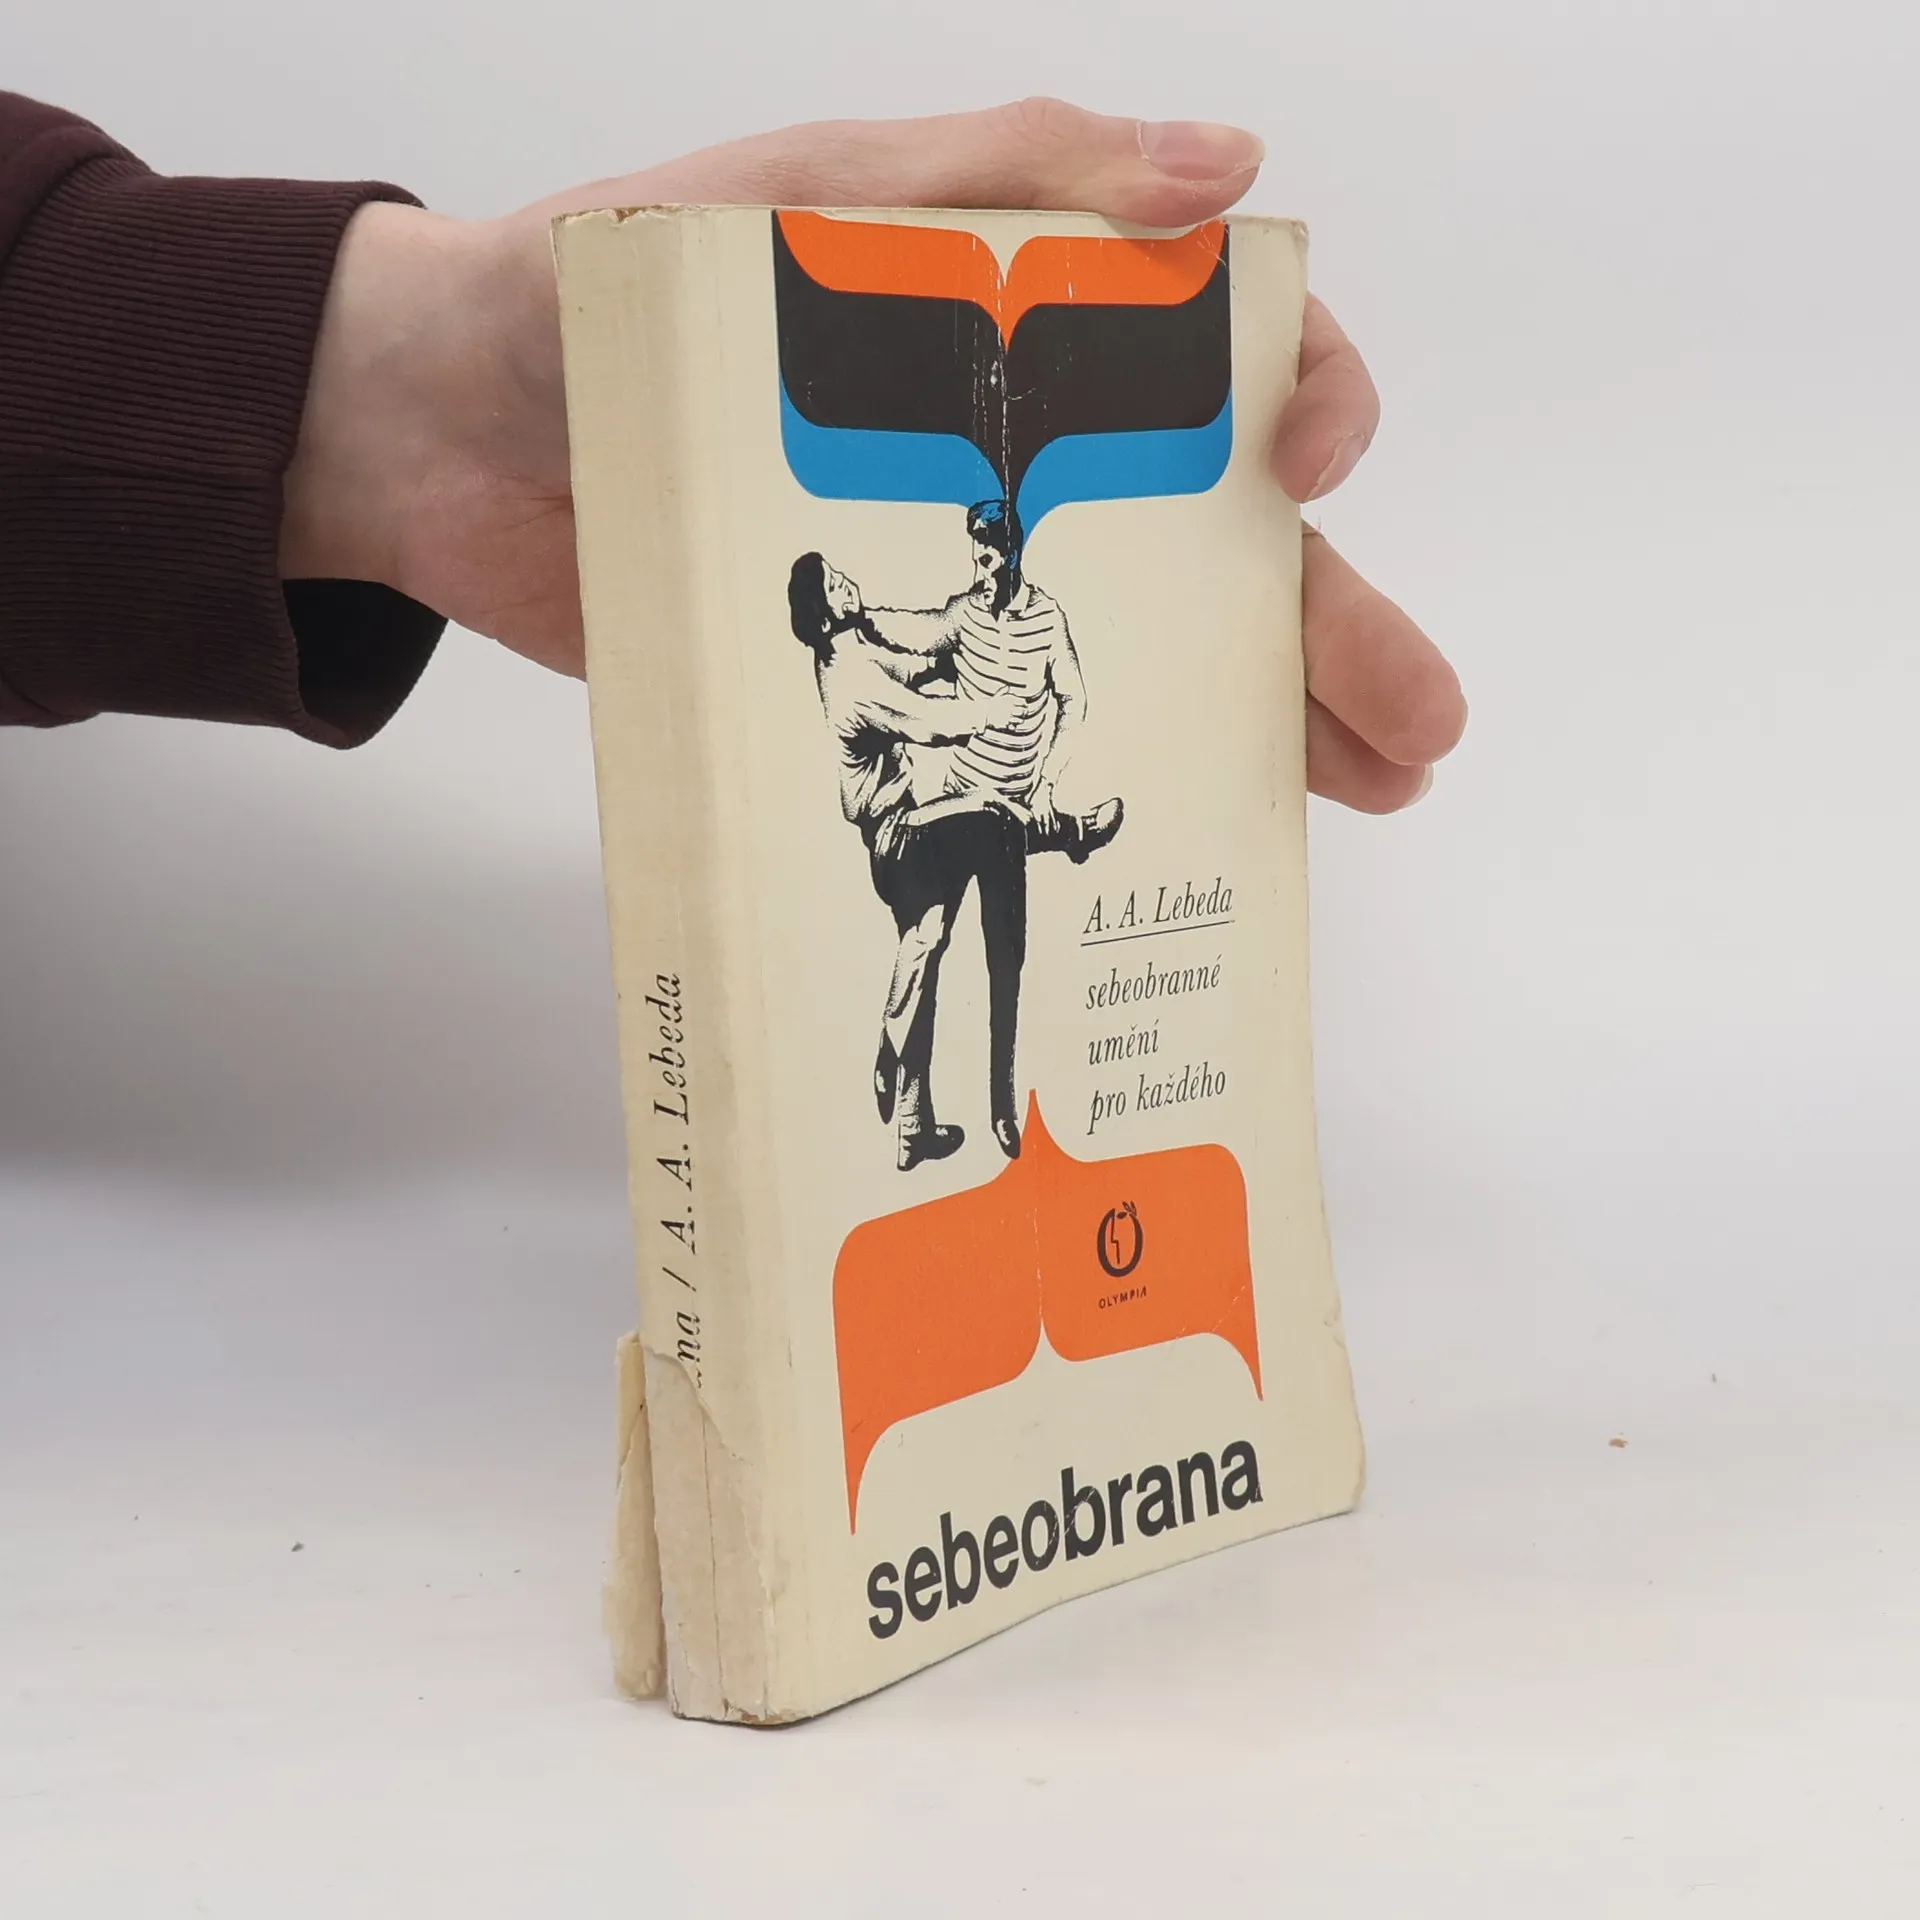 A. A. Lebeda
sebeobranné
umění
pro každého
OLYMPIA
sebeobrana
/ A. A. Lebeda